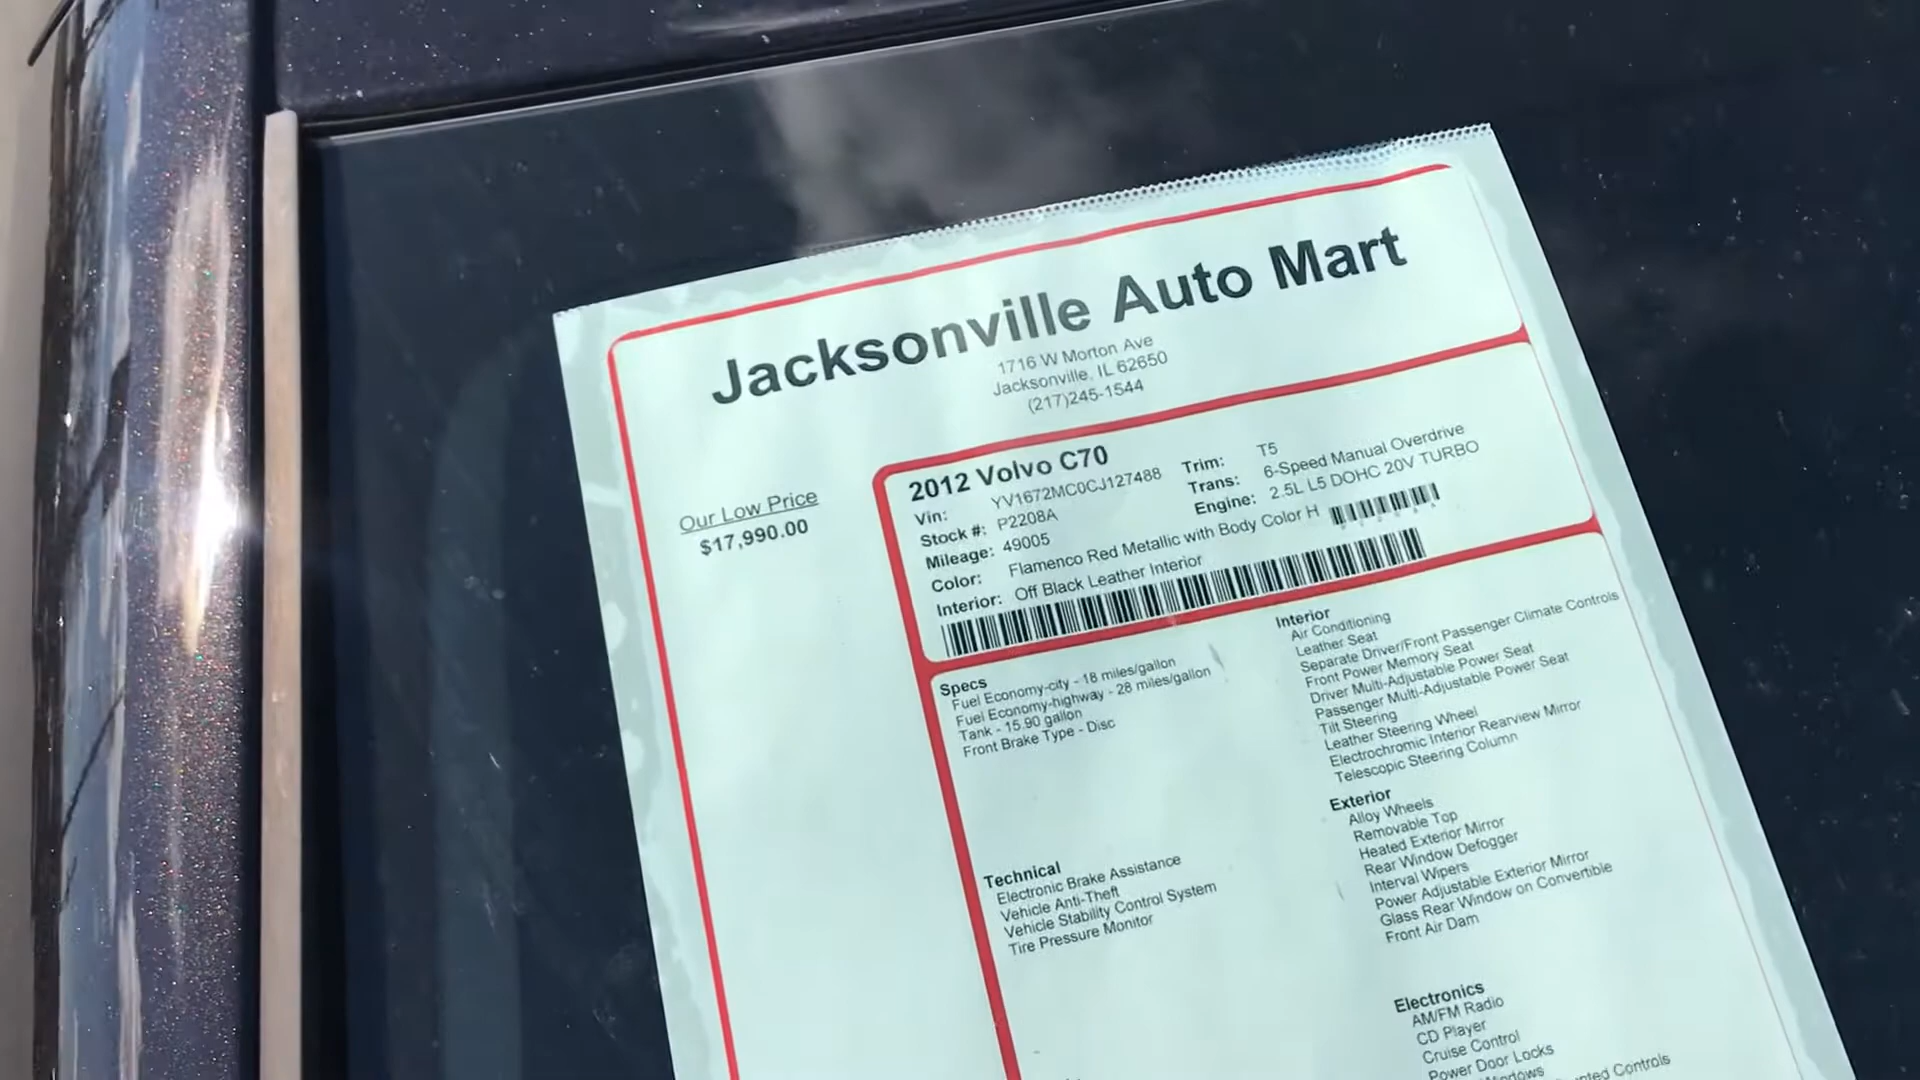 Jacksonville Auto Mart
1716 W Morton Ave
Jacksonville, IL 62650
(217)245-1544
Our Low Price
$17,990.00
2012 Volvo C70
Vin: YV1672MC0CJ127488
Stock #: P2208A
Mileage: 49005
Color: Flamenco Red Metallic with Body Color H
Interior: Off Black Leather Interior
Trim: T5
Trans: 6-Speed Manual Overdrive
Engine: 2.5L L5 DOHC 20V TURBO
Specs
Fuel Economy-city - 18 miles/gallon
Fuel Economy-highway - 28 miles/gallon
Tank - 15.90 gallon
Front Brake Type - Disc
Technical
Electronic Brake Assistance
Vehicle Anti-Theft
Vehicle Stability Control System
Tire Pressure Monitor
Interior
Air Conditioning
Leather Seat
Separate Driver/Front Passenger Climate Controls
Front Power Memory Seat
Driver Multi-Adjustable Power Seat
Passenger Multi-Adjustable Power Seat
Tilt Steering
Leather Steering Wheel
Electrochromic Interior Rearview Mirror
Telescopic Steering Column
Exterior
Alloy Wheels
Removable Top
Heated Exterior Mirror
Rear Window Defogger
Interval Wipers
Power Adjustable Exterior Mirror
Glass Rear Window on Convertible
Front Air Dam
Electronics
AM/FM Radio
CD Player
Cruise Control
Power Door Locks
Windows
Controls